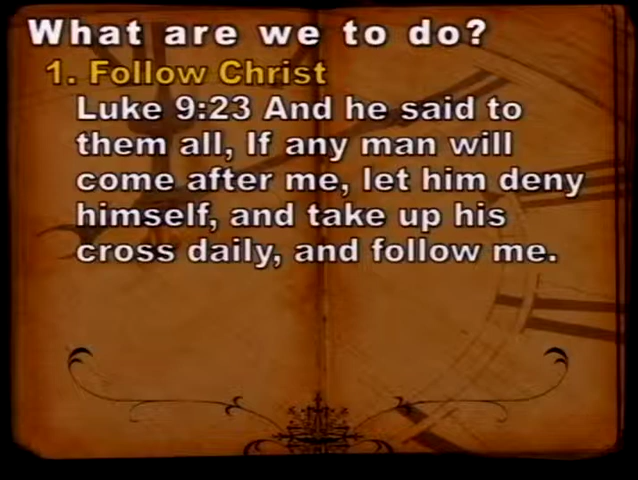 What are we to do?
1. Follow Christ
Luke 9:23 And he said to
them all, If any man will
come after me, let him deny
himself, and take up his
cross daily, and follow me.